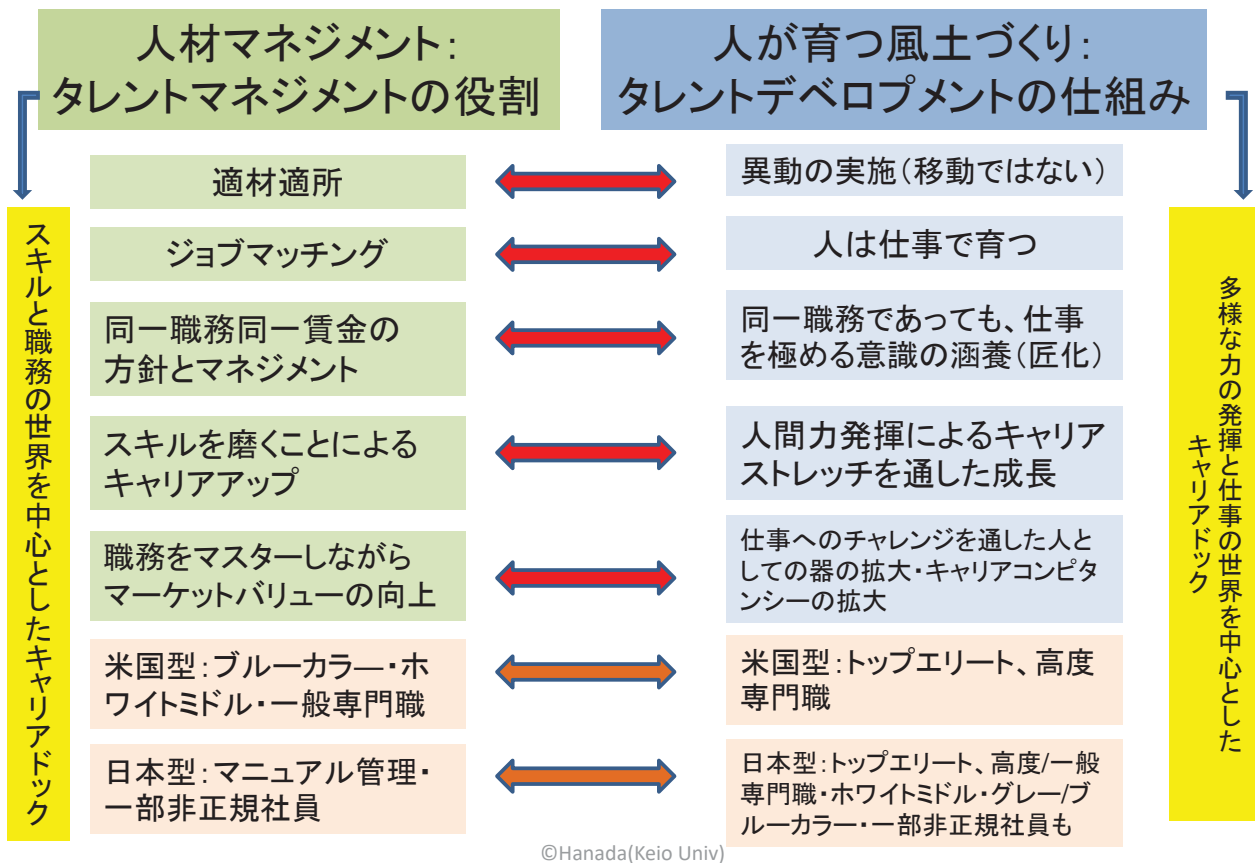 人材マネジメント：
タレントマネジメントの役割
人が育つ風土づくり：
タレントデベロプメントの仕組み
適材適所
異動の実施（移動ではない）
ジョブマッチング
人は仕事で育つ
同一職務同一賃金の
方針とマネジメント
同一職務であっても、仕事
を極める意識の涵養（匠化）
スキルを磨くことによる
キャリアアップ
人間力発揮によるキャリア
ストレッチを通した成長
職務をマスターしながら
マーケットバリューの向上
仕事へのチャレンジを通した人と
しての器の拡大・キャリアコンピタ
ンシーの拡大
米国型：ブルーカラ―・ホ
ワイトミドル・一般専門職
米国型：トップエリート、高度
専門職
日本型：マニュアル管理・
一部非正規社員
日本型：トップエリート、高度/一般
専門職・ホワイトミドル・グレー/ブ
ルーカラー・一部非正規社員も
スキルと職務の世界を中心としたキャリアドック
多様な力の発揮と仕事の世界を中心とした
キャリアドック
©Hanada(Keio Univ)